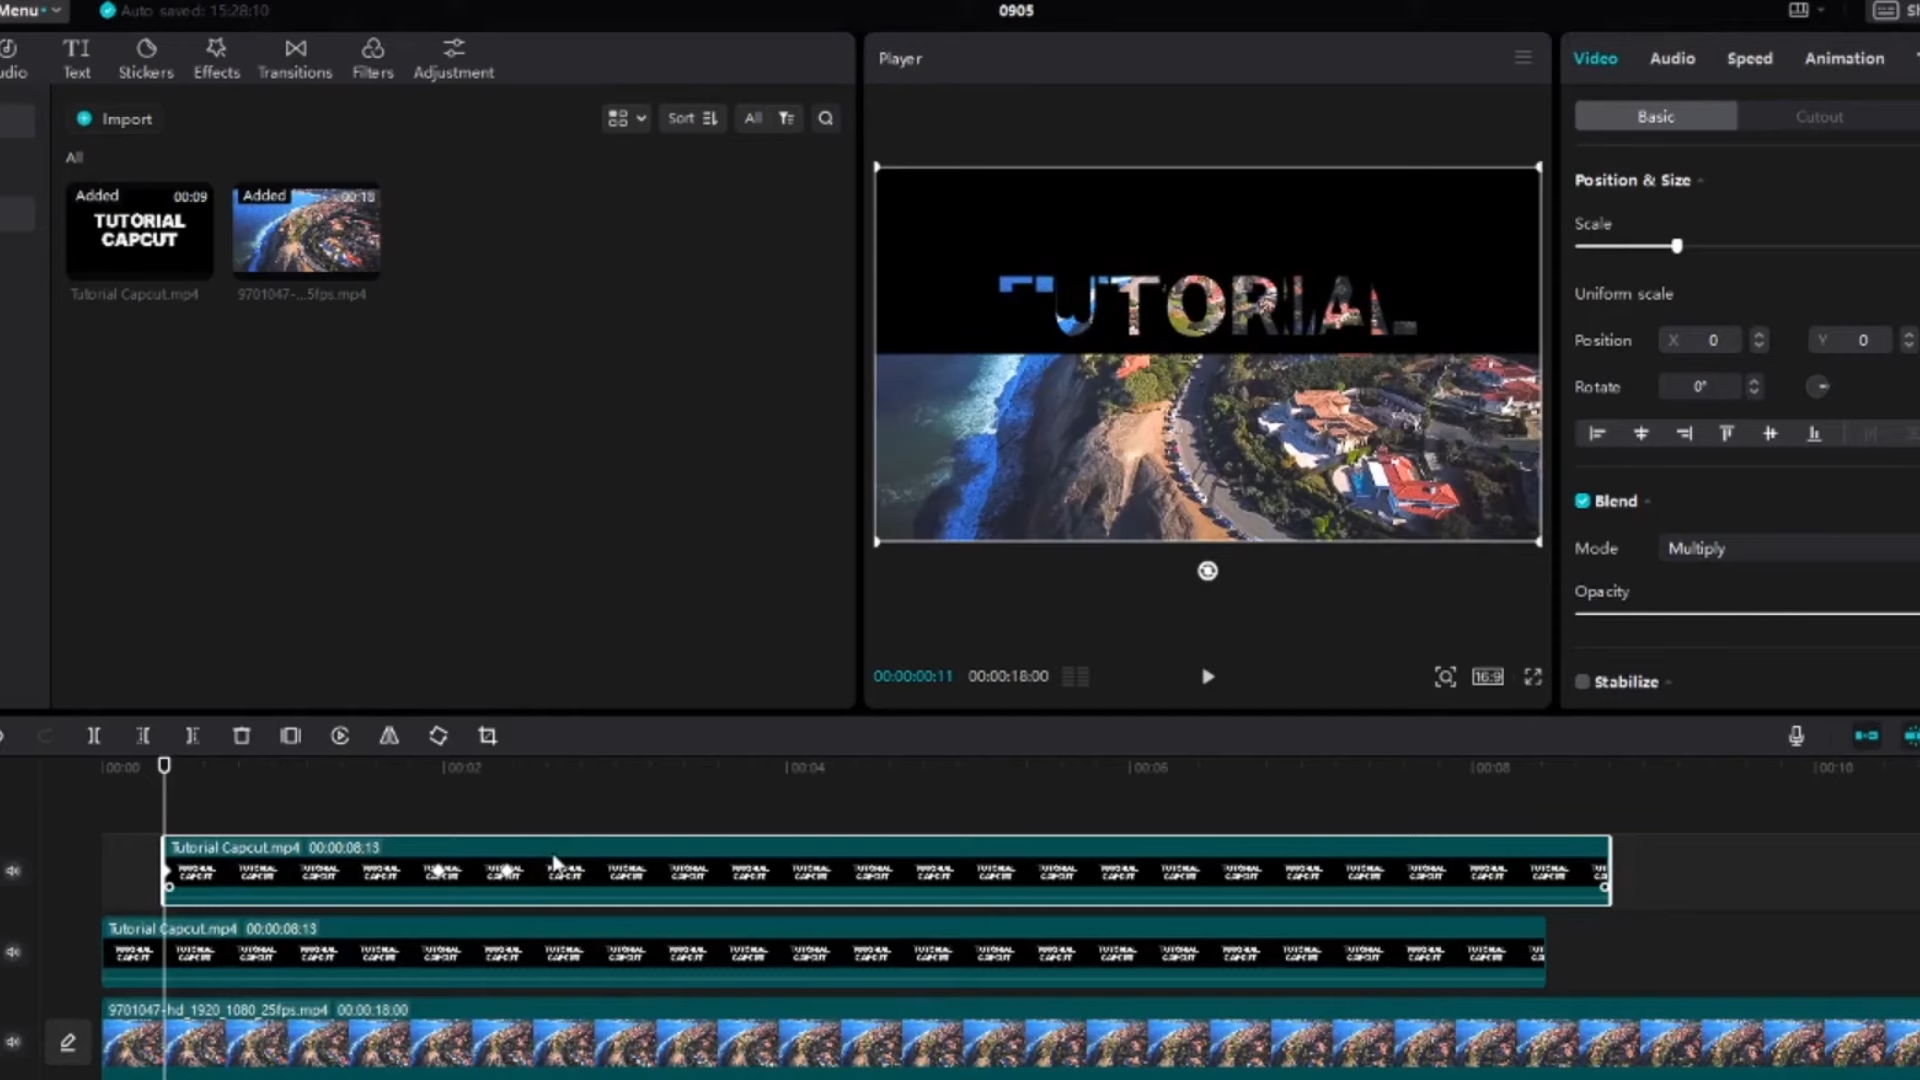 Menu
Auto saved: 15:28:10
0905
Text
Stickers
Effects
Transitions
Filters
Adjustment
Import
Sort
All
All
Added 00:09
TUTORIAL
CAPCUT
Added 00:18
Tutorial Capcut.mp4
9701047-...5fps.mp4
Player
TUTORIAL
00:00:00:11
00:00:18:00
16:9
Video
Audio
Speed
Animation
Basic
Cutout
Position & Size
Scale
Uniform scale
Position X 0 Y 0
Rotate 0°
Blend
Mode Multiply
Opacity
Stabilize
00:00
00:02
00:04
00:06
00:08
00:10
Tutorial Capcut.mp4 00:00:08:13
Tutorial Capcut.mp4 00:00:08:13
9701047-hd_1920_1080_25fps.mp4 00:00:18:00